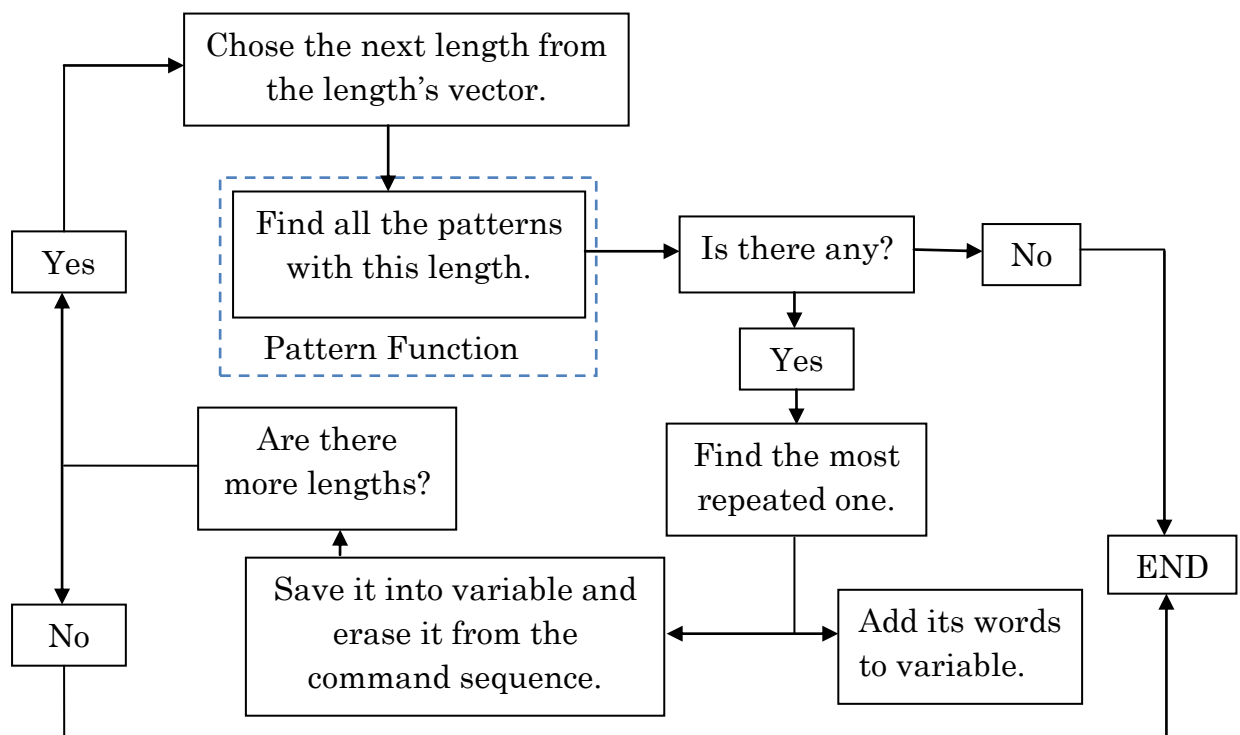 Chose the next length from
the length’s vector.
Find all the patterns
with this length.
Pattern Function
Is there any?
No
Yes
Yes
Find the most
repeated one.
Are there
more lengths?
Save it into variable and
erase it from the
command sequence.
Add its words
to variable.
END
No